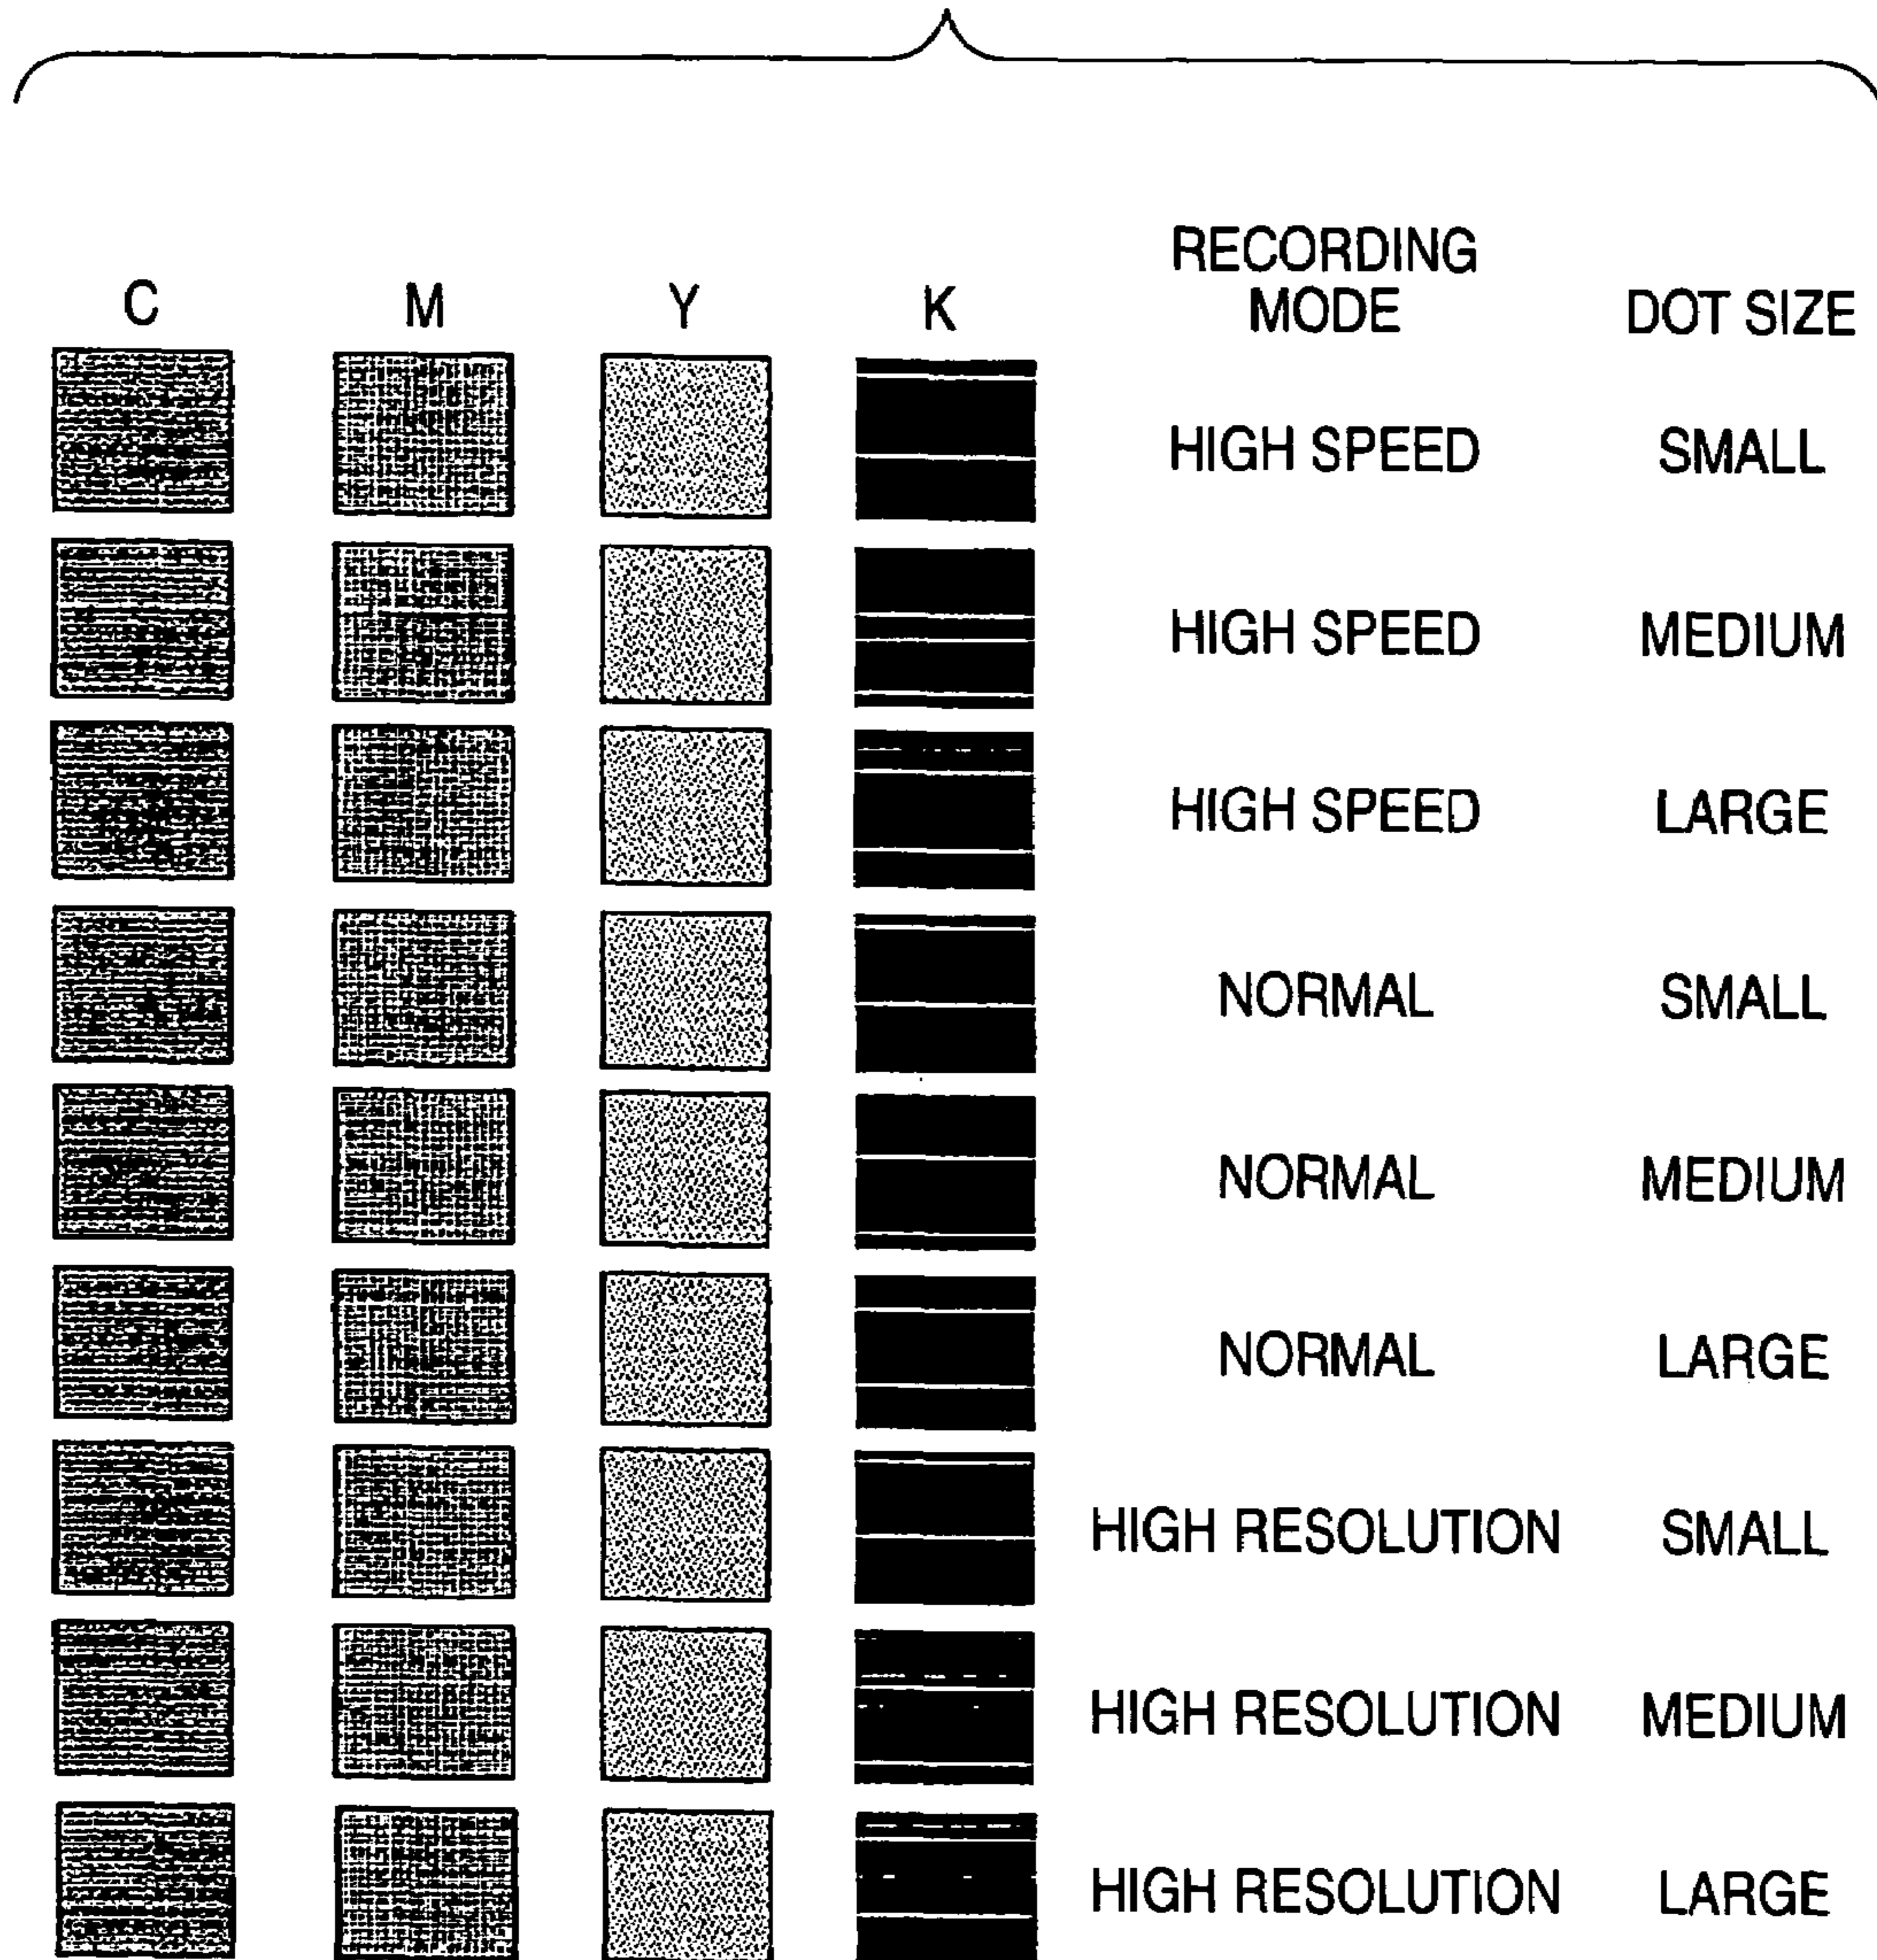 C M Y K RECORDING MODE DOT SIZE
HIGH SPEED SMALL
HIGH SPEED MEDIUM
HIGH SPEED LARGE
NORMAL SMALL
NORMAL MEDIUM
NORMAL LARGE
HIGH RESOLUTION SMALL
HIGH RESOLUTION MEDIUM
HIGH RESOLUTION LARGE